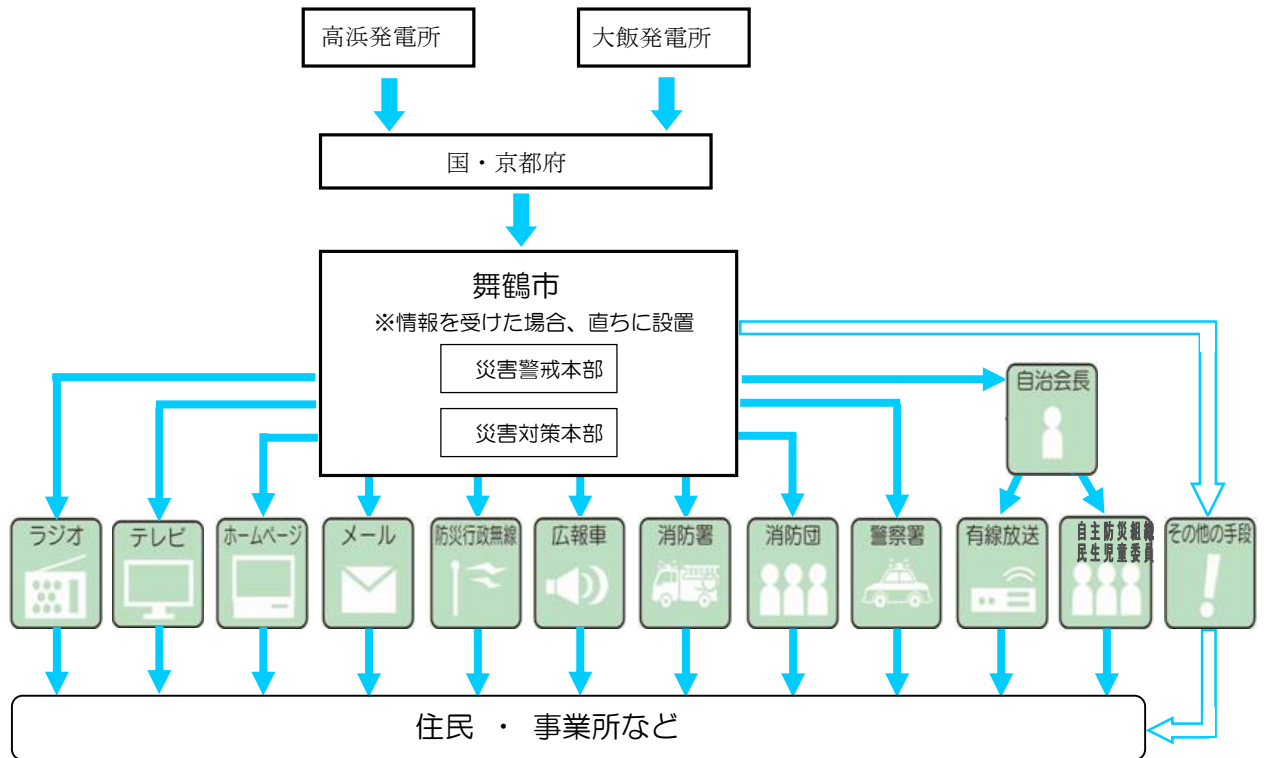 高浜発電所
大飯発電所
国・京都府
舞鶴市
※情報を受けた場合、直ちに設置
災害警戒本部
災害対策本部
自治会長
ラジオ
テレビ
ホームページ
メール
防災行政無線
広報車
消防署
消防団
警察署
有線放送
自主防災組織
民生児童委員
その他の手段
住民 ・ 事業所など